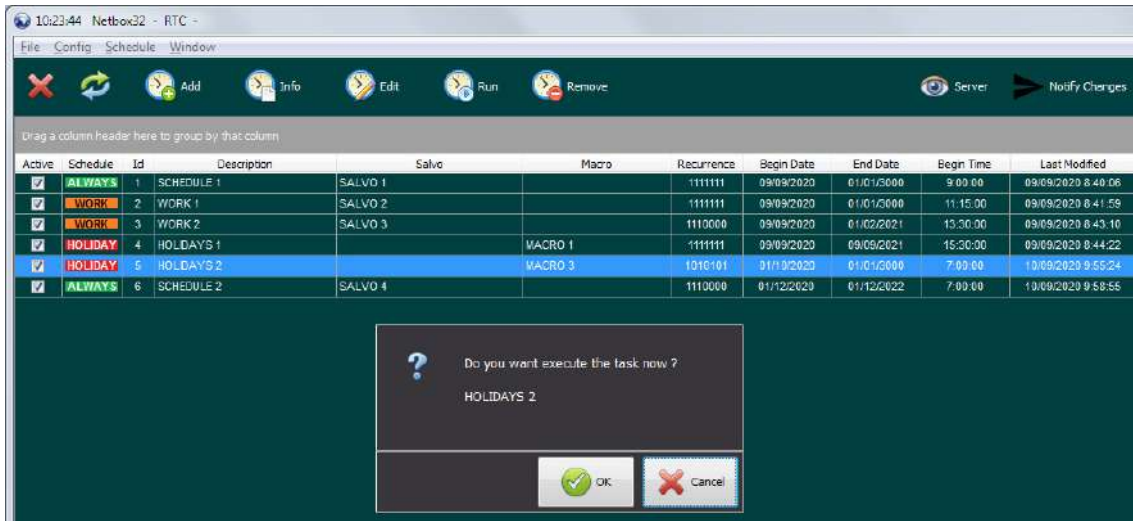 10:23:44 Netbox32 - RTC -
File Config Schedule Window
Add Info Edit Run Remove Server Notify Changes
Drag a column header here to group by that column
Active Schedule Id Description Salvo Macro Recurrence Begin Date End Date Begin Time Last Modified
ALWAYS 1 SCHEDULE 1 SALVO 1 1111111 09/09/2020 01/01/3000 9:00:00 09/09/2020 8:40:06
WORK 2 WORK 1 SALVO 2 1111111 09/09/2020 01/01/3000 11:15:00 09/09/2020 8:41:59
WORK 3 WORK 2 SALVO 3 1110000 09/09/2020 01/02/2021 13:30:00 09/09/2020 8:43:10
HOLIDAY 4 HOLIDAYS 1 MACRO 1 1111111 09/09/2020 09/09/2021 15:30:00 09/09/2020 8:44:22
HOLIDAY 5 HOLIDAYS 2 MACRO 3 1010101 01/10/2020 01/01/3000 7:00:00 10/09/2020 9:55:24
ALWAYS 6 SCHEDULE 2 SALVO 4 1110000 01/12/2020 01/12/2022 7:00:00 10/09/2020 9:58:55
Do you want execute the task now ?
HOLIDAYS 2
OK Cancel